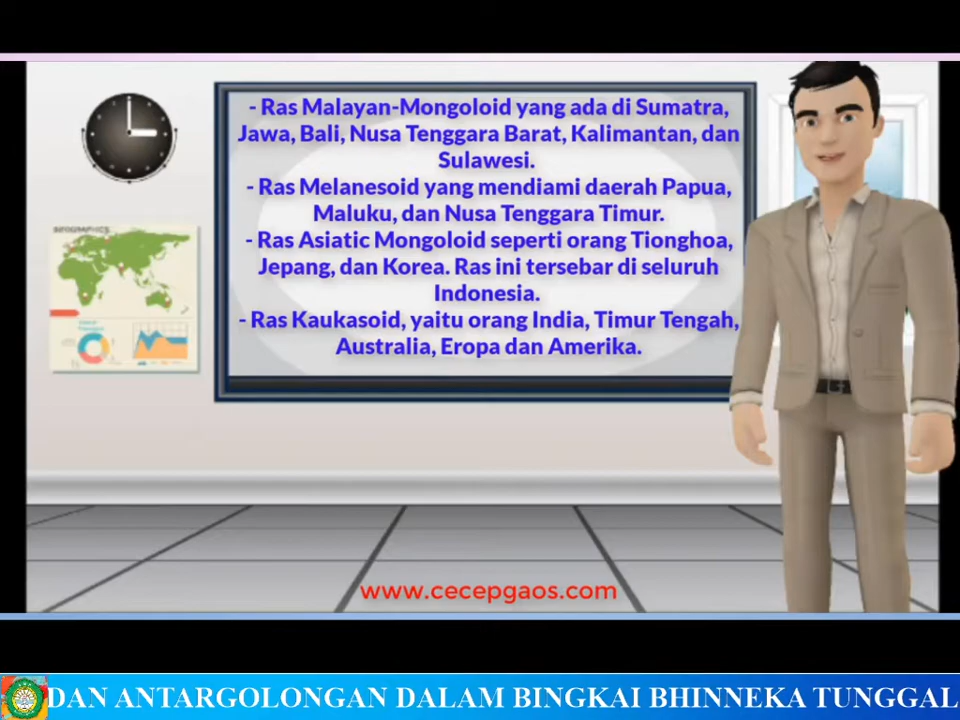 - Ras Malayan-Mongoloid yang ada di Sumatra,
Jawa, Bali, Nusa Tenggara Barat, Kalimantan, dan
Sulawesi.
- Ras Melanesoid yang mendiami daerah Papua,
Maluku, dan Nusa Tenggara Timur.
- Ras Asiatic Mongoloid seperti orang Tionghoa,
Jepang, dan Korea. Ras ini tersebar di seluruh
Indonesia.
- Ras Kaukasoid, yaitu orang India, Timur Tengah,
Australia, Eropa dan Amerika.
www.cecepgaos.com
DAN ANTARGOLONGAN DALAM BINGKAI BHINNEKA TUNGGAL